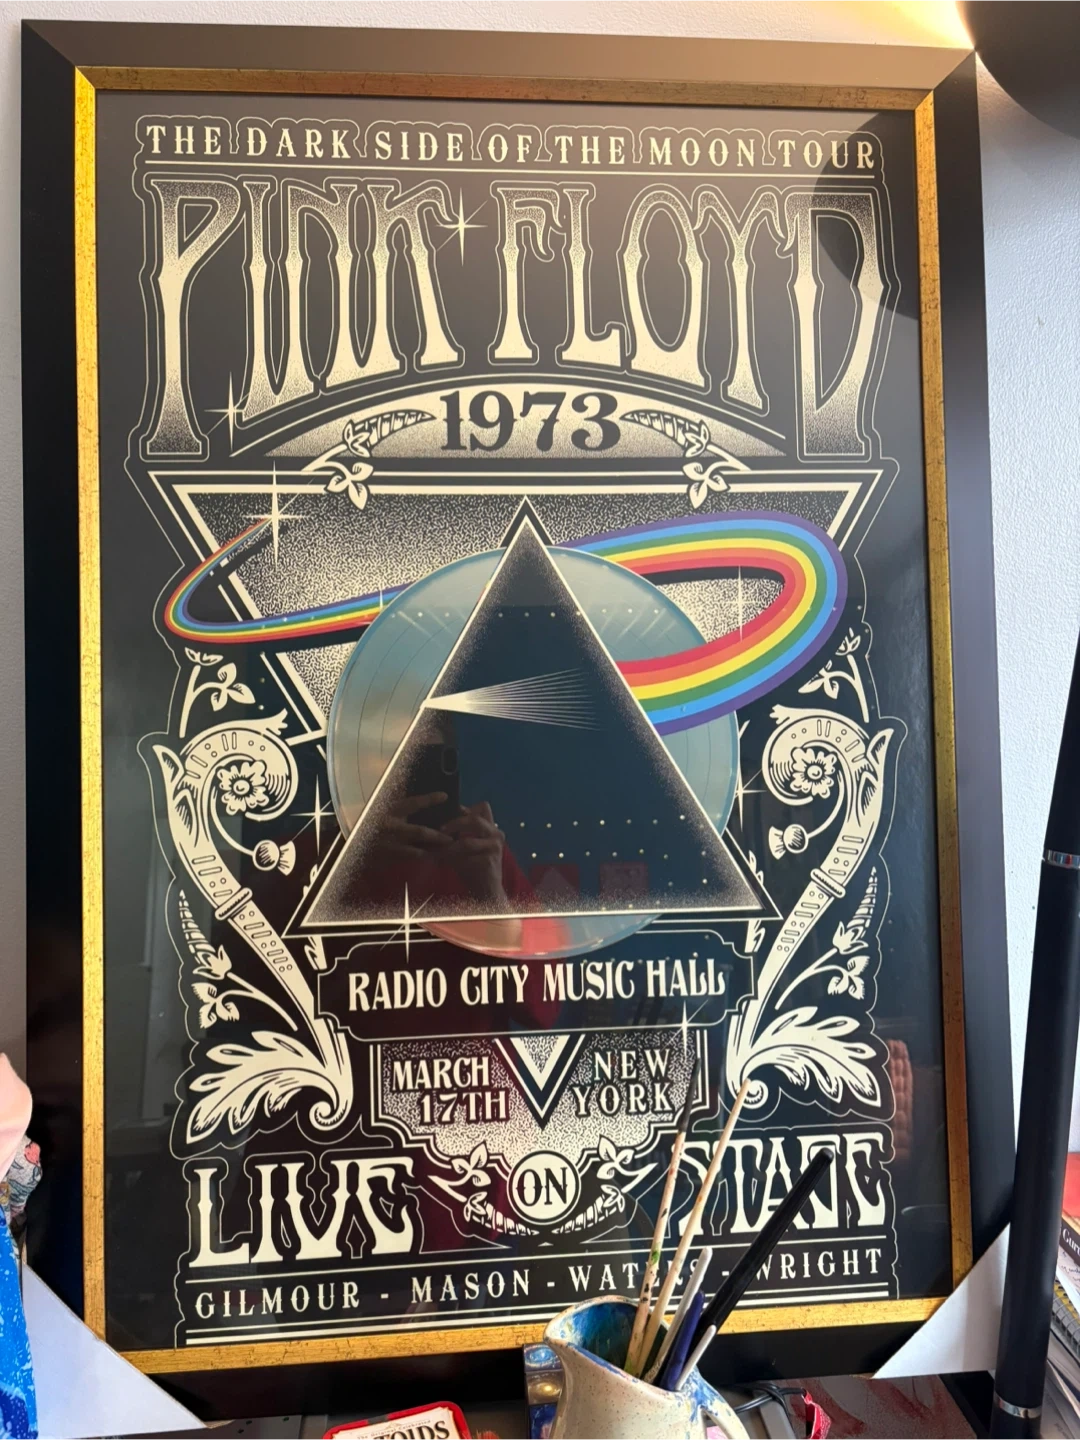 THE DARK SIDE OF THE MOON TOUR
PINK FLOYD
1973
RADIO CITY MUSIC HALL
MARCH 17TH
NEW YORK
LIVE ON STAGE
GILMOUR - MASON - WATERS - WRIGHT